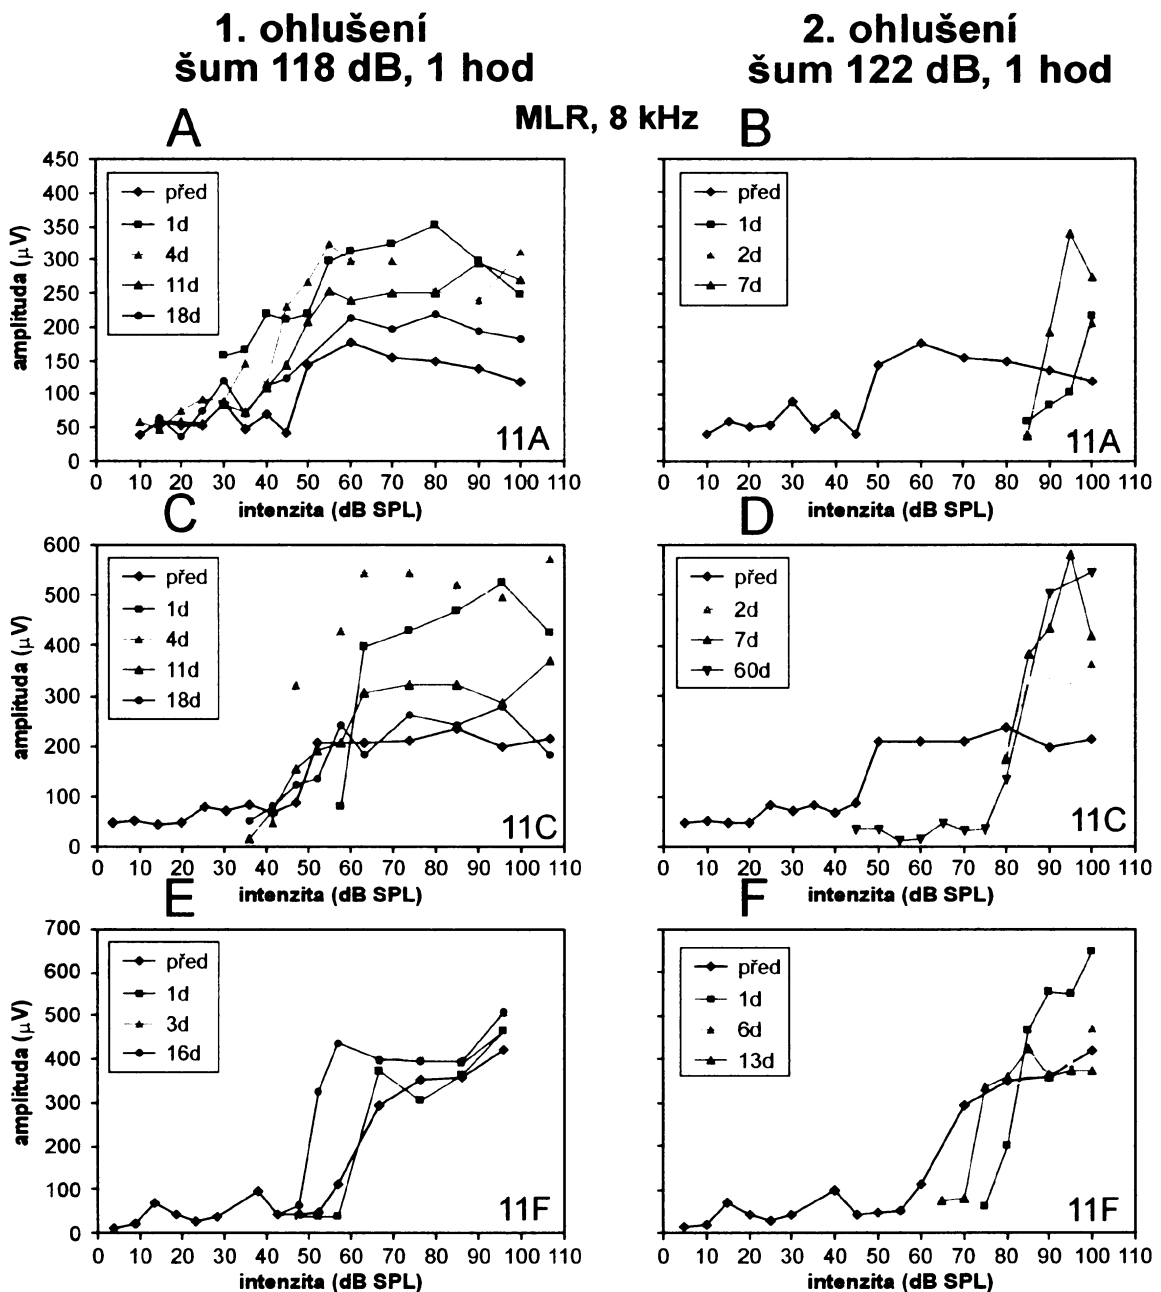 1. ohlušení
šum 118 dB, 1 hod
2. ohlušení
šum 122 dB, 1 hod
MLR, 8 kHz
A
amplituda (µV)
450
400
350
300
250
200
150
100
50
0
před
1d
4d
11d
18d
11A
0 10 20 30 40 50 60 70 80 90 100 110
intenzita (dB SPL)
B
před
1d
2d
7d
11A
0 10 20 30 40 50 60 70 80 90 100 110
intenzita (dB SPL)
C
amplituda (µV)
600
500
400
300
200
100
0
před
1d
4d
11d
18d
11C
0 10 20 30 40 50 60 70 80 90 100 110
intenzita (dB SPL)
D
před
2d
7d
60d
11C
0 10 20 30 40 50 60 70 80 90 100 110
intenzita (dB SPL)
E
amplituda (µV)
700
600
500
400
300
200
100
0
před
1d
3d
16d
11F
0 10 20 30 40 50 60 70 80 90 100 110
intenzita (dB SPL)
F
před
1d
6d
13d
11F
0 10 20 30 40 50 60 70 80 90 100 110
intenzita (dB SPL)